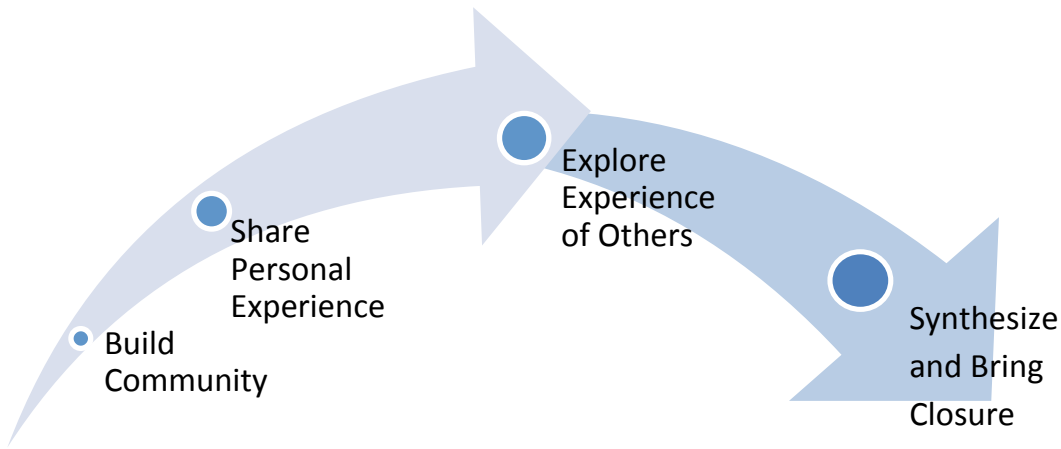 Build
Community
Share
Personal
Experience
Explore
Experience
of Others
Synthesize
and Bring
Closure